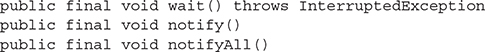 public final void wait() throws InterruptedException
public final void notify()
public final void notifyAll()